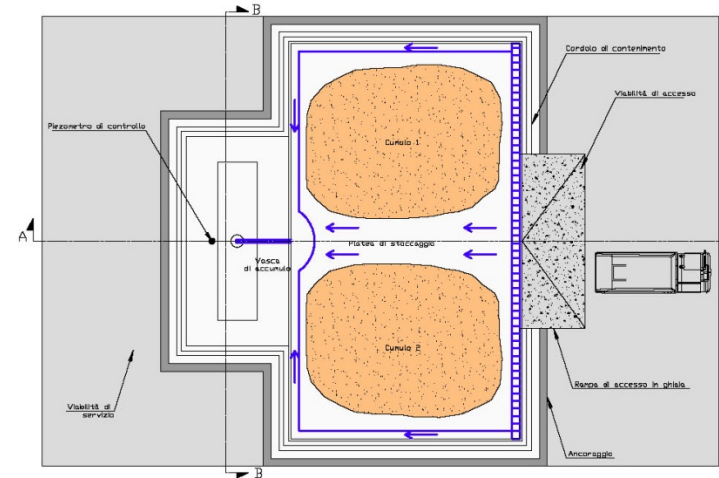 B
Cordolo di contenimento
Viabilità di accesso
Piezometro di controllo
Cumulo 1
A
Platea di stoccaggio
Vasca
di accumulo
Cumulo 2
Rampa di accesso in ghiaia
Viabilità di
servizio
Ancoraggio
B